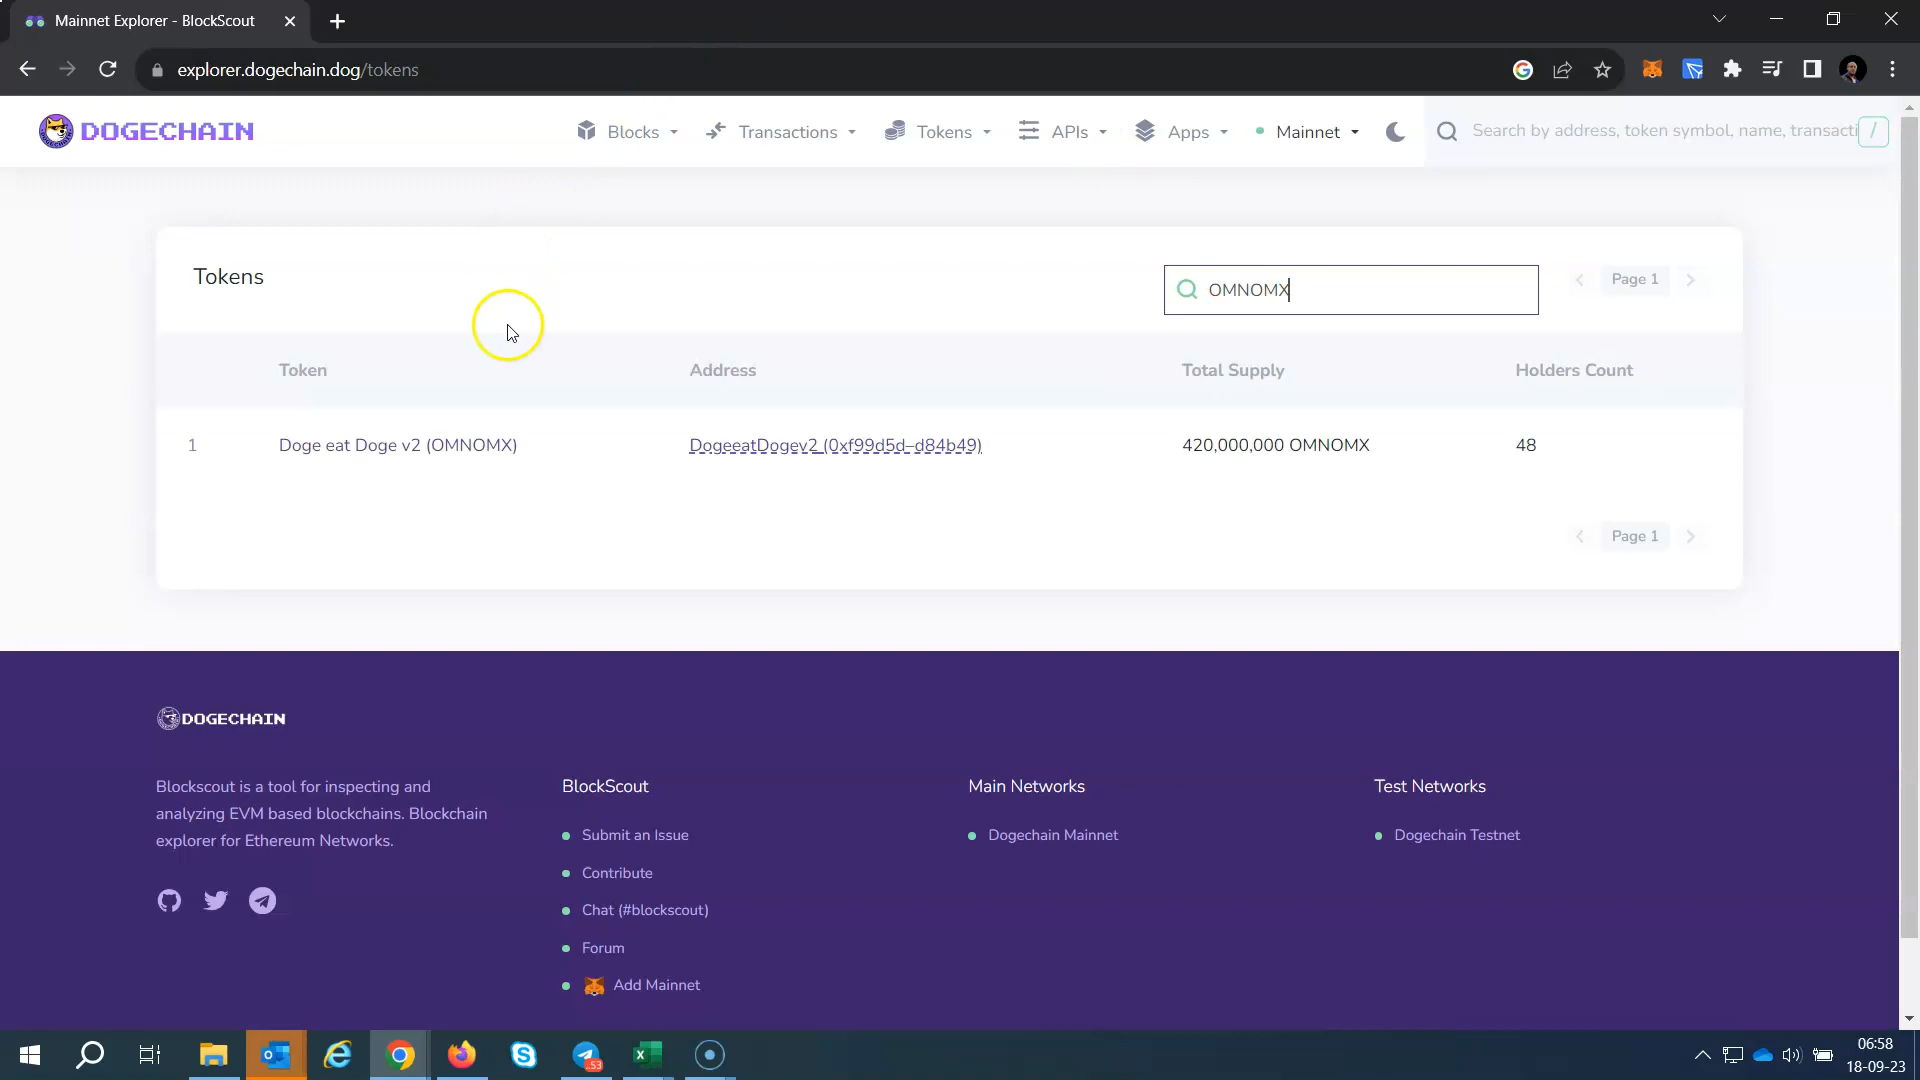 Mainnet Explorer - BlockScout
explorer.dogechain.dog/tokens
DOGECHAIN
Blocks
Transactions
Tokens
APIs
Apps
Mainnet
Search by address, token symbol, name, transacti
/
Tokens
OMNOMX
Page 1
Token
Address
Total Supply
Holders Count
1
Doge eat Doge v2 (OMNOMX)
DogeeatDogev2 (0xf99d5d–d84b49)
420,000,000 OMNOMX
48
Page 1
DOGECHAIN
Blockscout is a tool for inspecting and
analyzing EVM based blockchains. Blockchain
explorer for Ethereum Networks.
BlockScout
Submit an Issue
Contribute
Chat (#blockscout)
Forum
Add Mainnet
Main Networks
Dogechain Mainnet
Test Networks
Dogechain Testnet
53
06:58
18-09-23